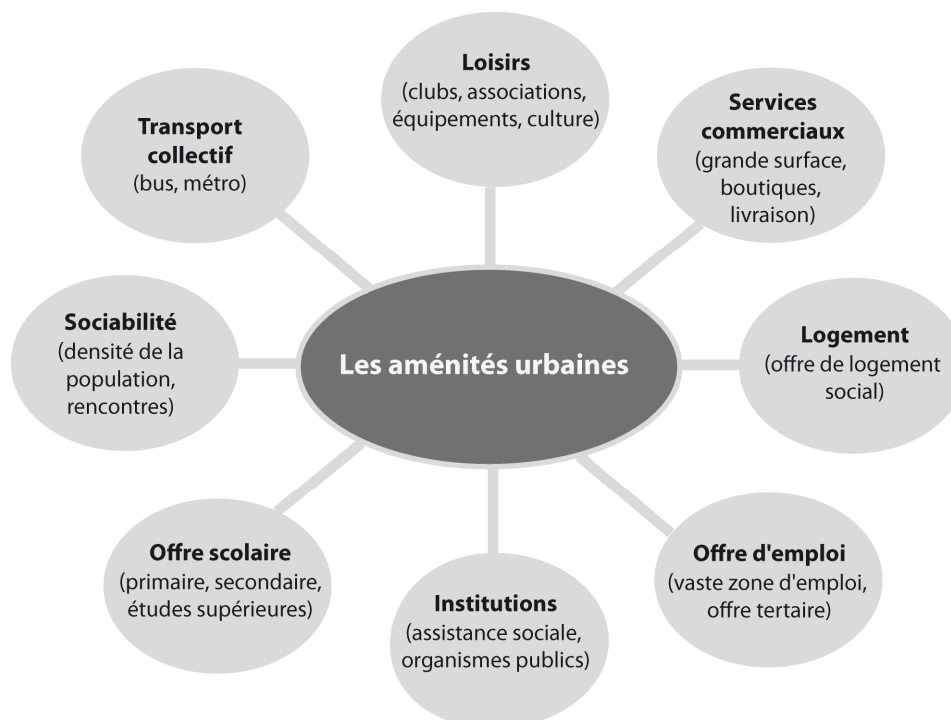 Loisirs
(clubs, associations,
équipements, culture)
Services
commerciaux
(grande surface,
boutiques,
livraison)
Transport
collectif
(bus, métro)
Sociabilité
(densité de la
population,
rencontres)
Les aménités urbaines
Logement
(offre de logement
social)
Offre scolaire
(primaire, secondaire,
études supérieures)
Institutions
(assistance sociale,
organismes publics)
Offre d'emploi
(vaste zone d'emploi,
offre tertaire)